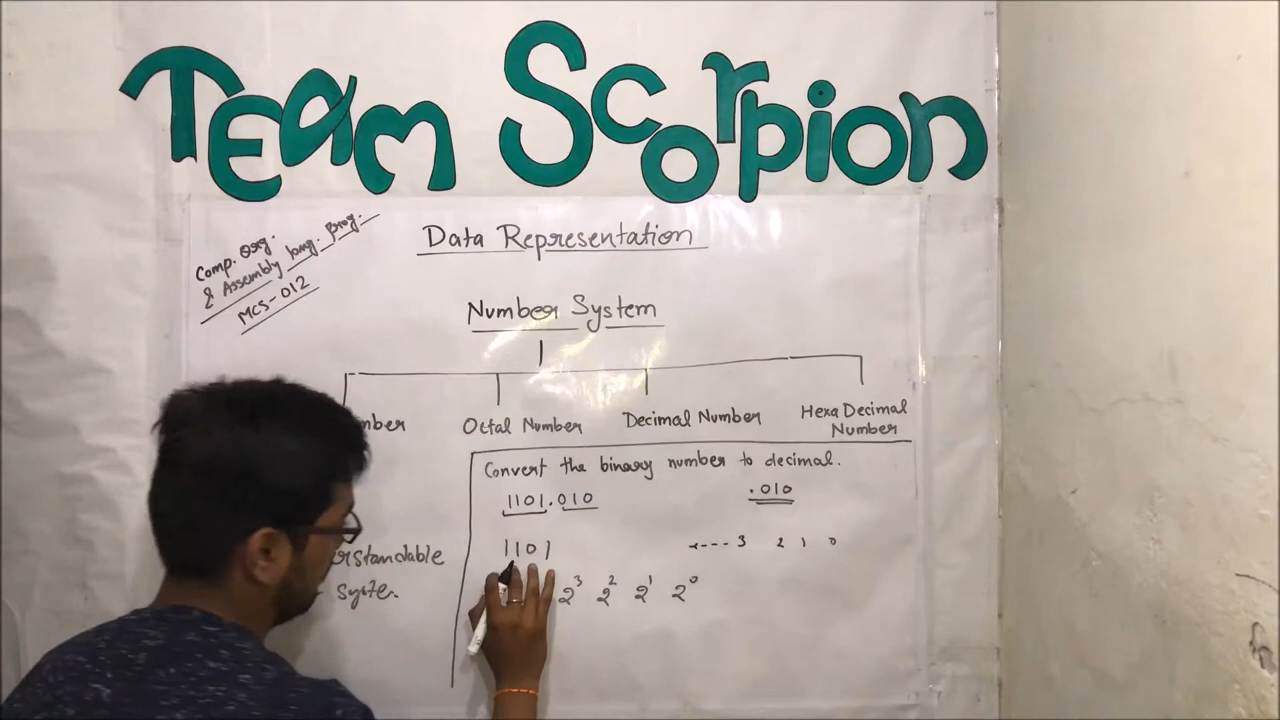 TEam Scorpion
Comp. Org.
& Assembly lang. Prog.
MCS-012
Data Representation
Number System
mber
Octal Number
Decimal Number
Hexa Decimal
Number
Convert the binary number to decimal.
1101.010
.010
1101
←---- 3 2 1 0
2³ 2² 2¹ 2⁰
rstandable
syste